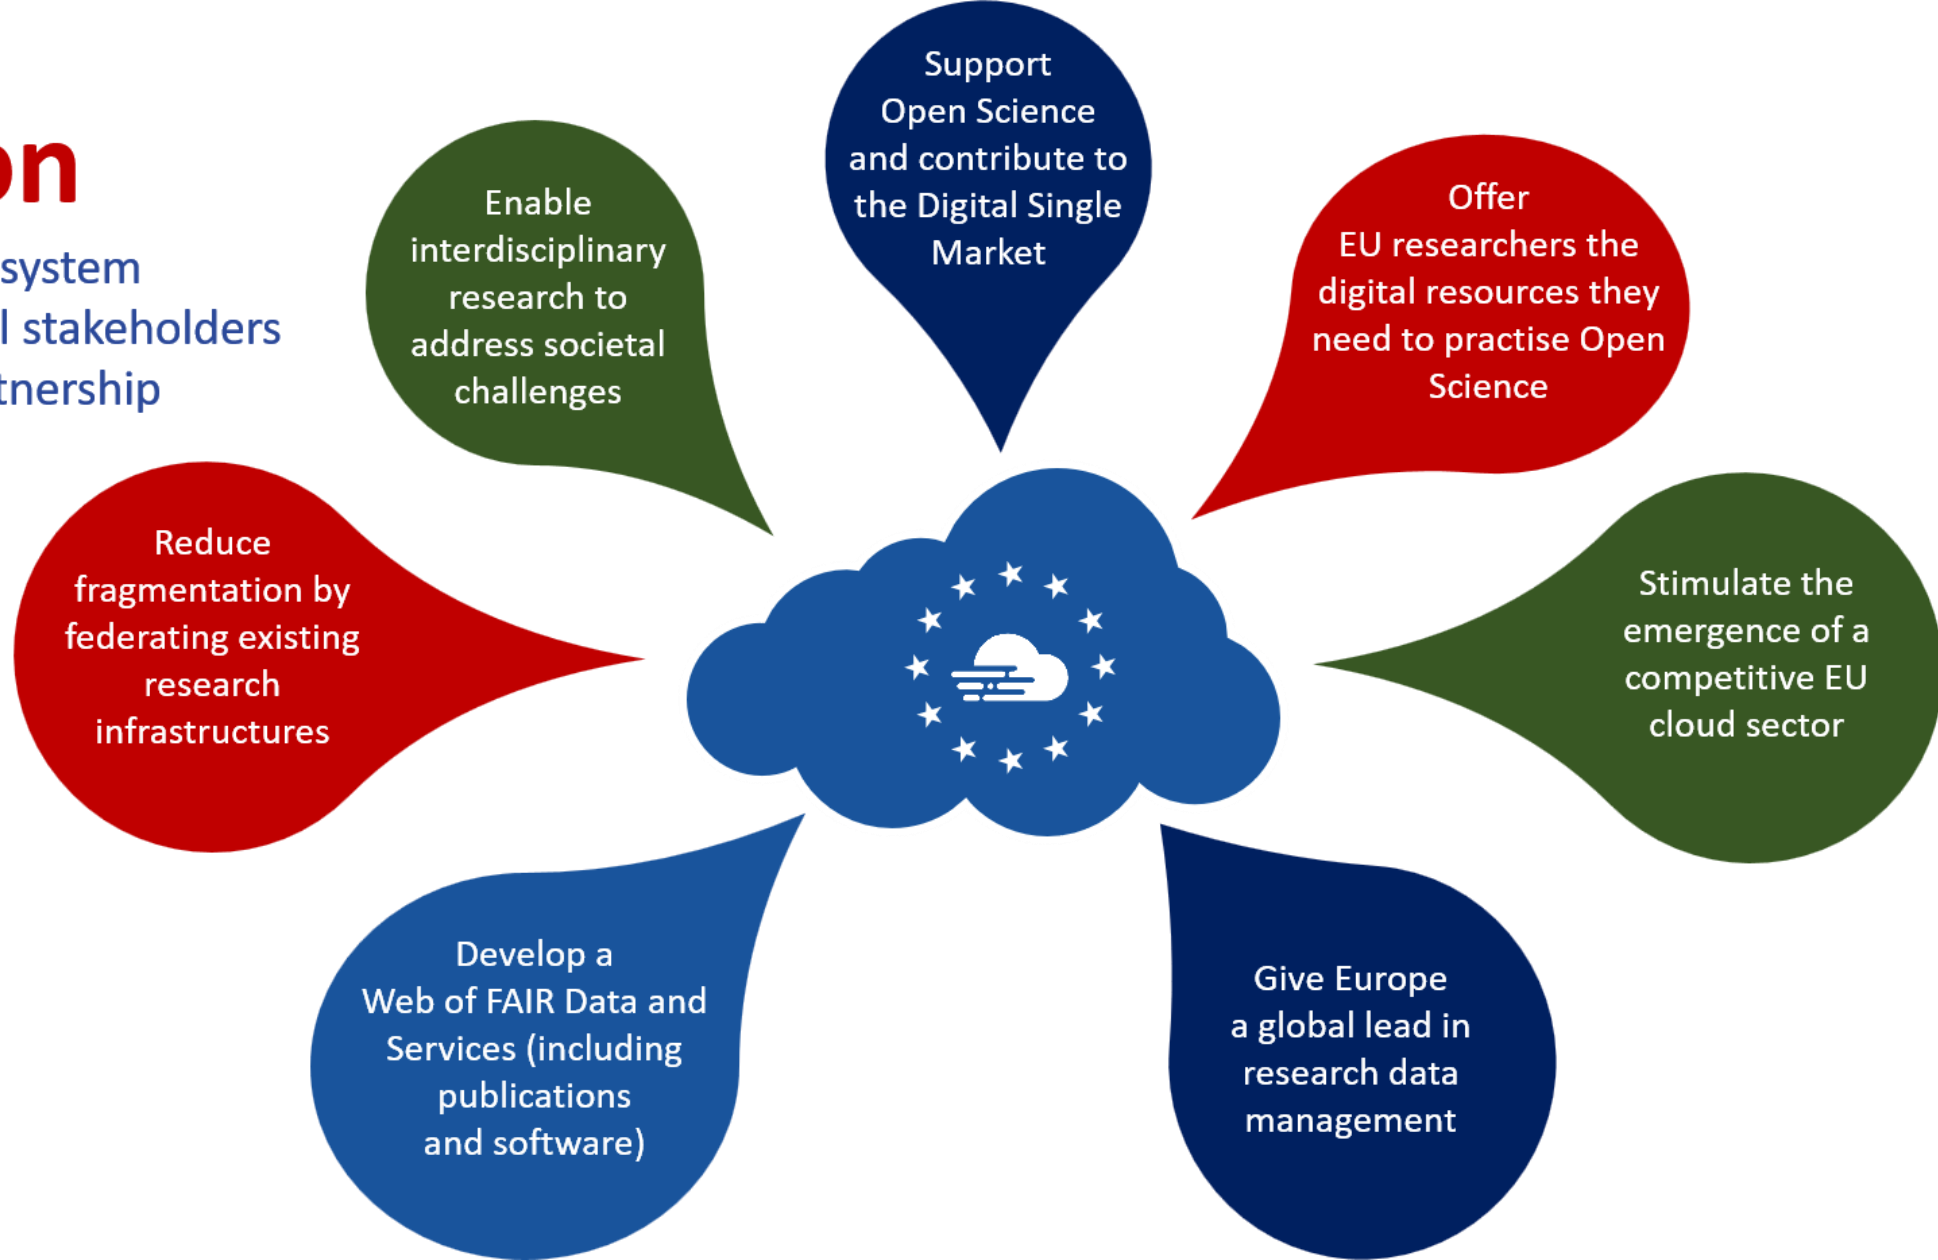 on
system
l stakeholders
tnership
Support
Open Science
and contribute to
the Digital Single
Market
Enable
interdisciplinary
research to
address societal
challenges
Offer
EU researchers the
digital resources they
need to practise Open
Science
Reduce
fragmentation by
federating existing
research
infrastructures
Stimulate the
emergence of a
competitive EU
cloud sector
Develop a
Web of FAIR Data and
Services (including
publications
and software)
Give Europe
a global lead in
research data
management